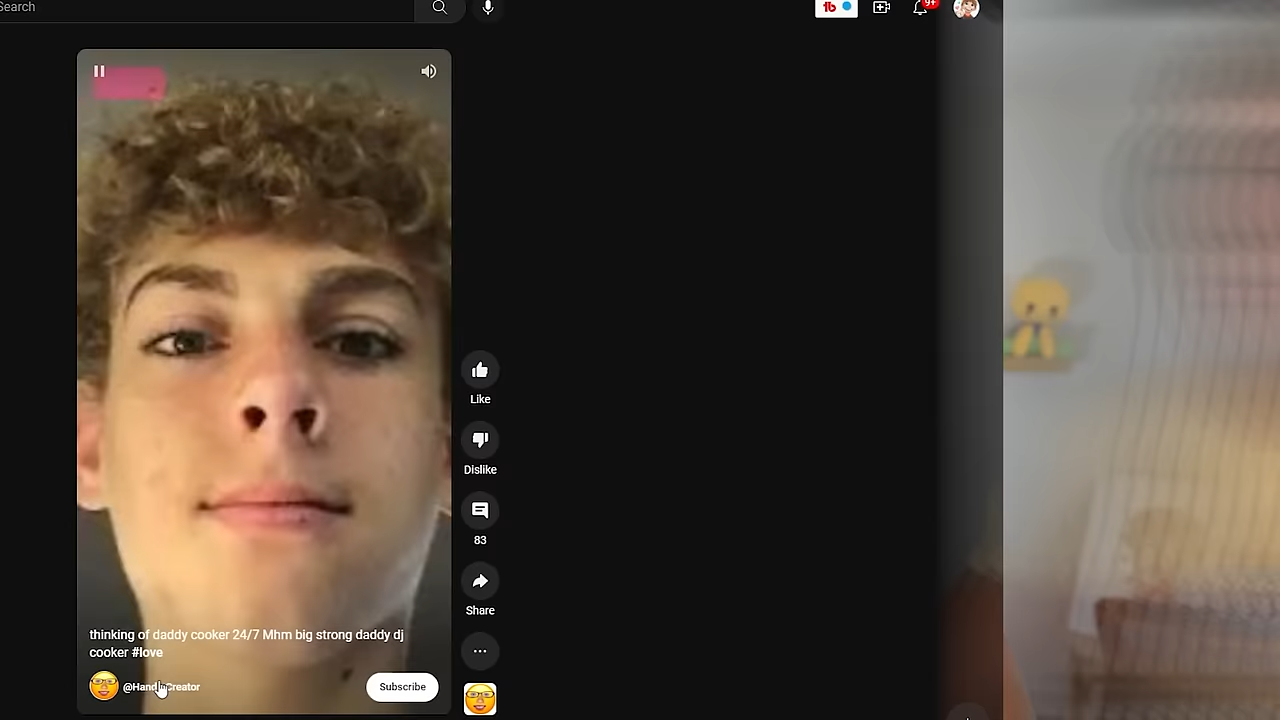 Search
9+
Like
Dislike
83
Share
thinking of daddy cooker 24/7 Mhm big strong daddy dj
cooker #love
Subscribe